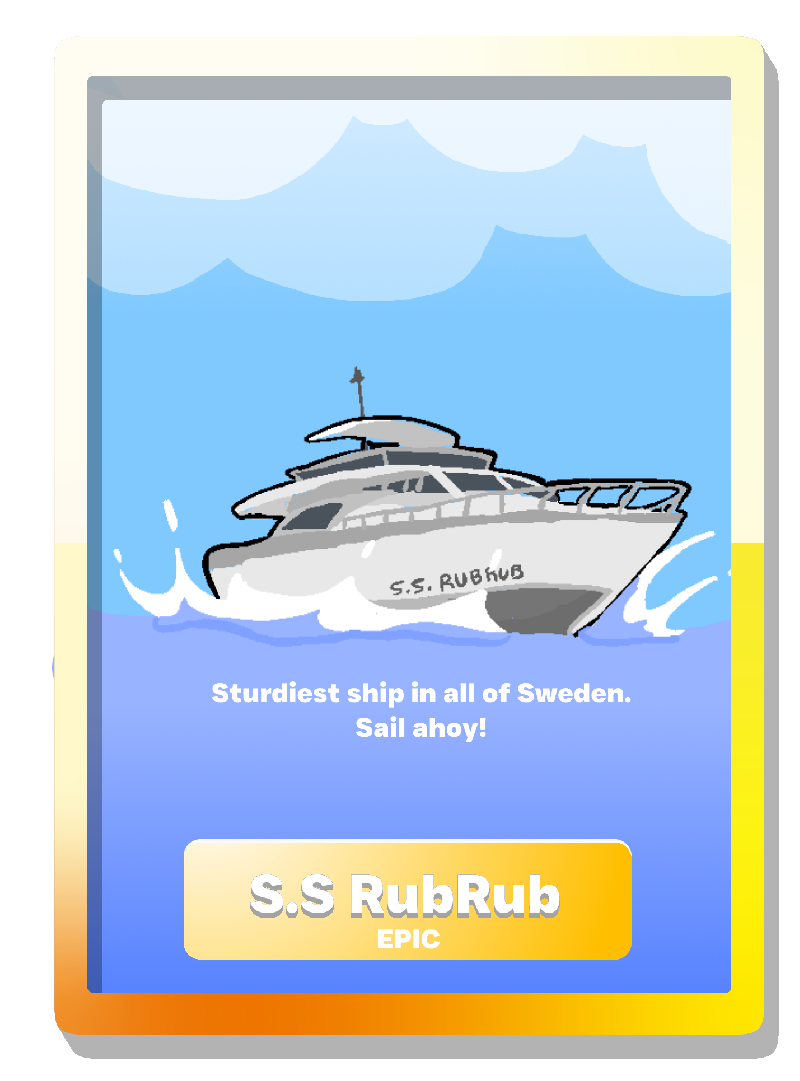 S.S. RUBRUB
Sturdiest ship in all of Sweden.
Sail ahoy!
S.S RubRub
EPIC